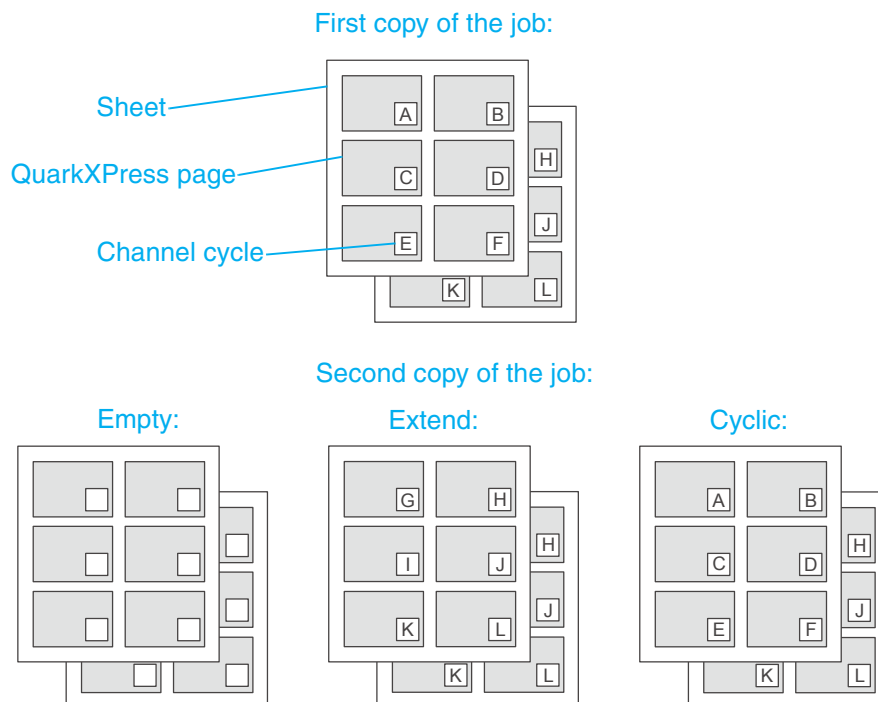 First copy of the job:
Sheet
A B
QuarkXPress page
H
C D
J
Channel cycle
E F
K L
Second copy of the job:
Empty: Extend: Cyclic:
G H A B
H H
I J C D
J J
K L E F
K L K L